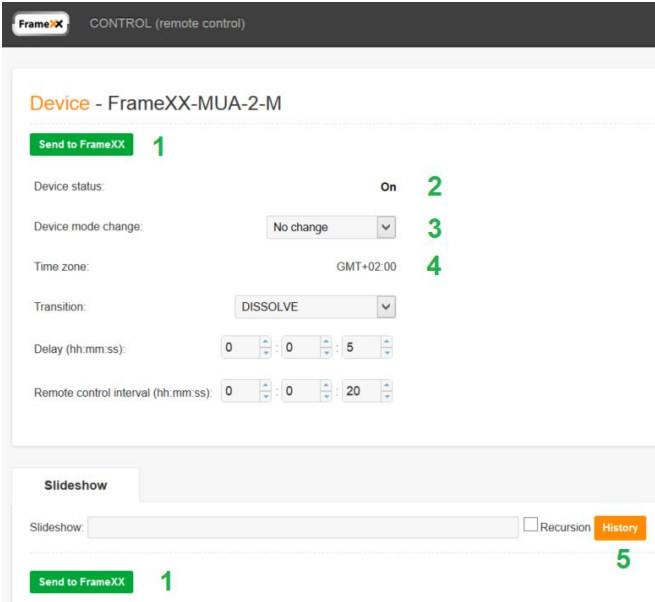 FrameXX CONTROL (remote control)
Device - FrameXX-MUA-2-M
Send to FrameXX 1
Device status: On 2
Device mode change: No change 3
Time zone: GMT+02:00 4
Transition: DISSOLVE
Delay (hh:mm:ss): 0 : 0 : 5
Remote control interval (hh:mm:ss): 0 : 0 : 20
Slideshow
Slideshow: Recursion History
5
Send to FrameXX 1